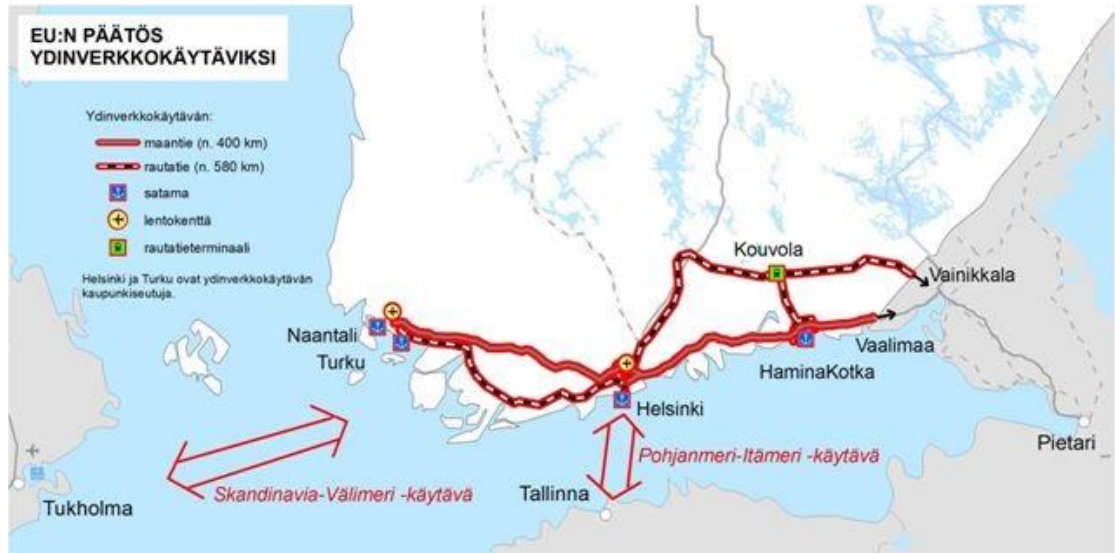 EU:N PÄÄTÖS
YDINVERKKOKÄYTÄVIKSI
Ydinverkkokäytävän:
maantie (n. 400 km)
rautatie (n. 580 km)
satama
lentokenttä
rautatieterminaali
Helsinki ja Turku ovat ydinverkkokäytävän
kaupunkiseutuja.
Kouvola
Vainikkala
Naantali
Turku
Vaalimaa
HaminaKotka
Helsinki
Pietari
Pohjanmeri-Itämeri -käytävä
Skandinavia-Välimeri -käytävä
Tallinna
Tukholma